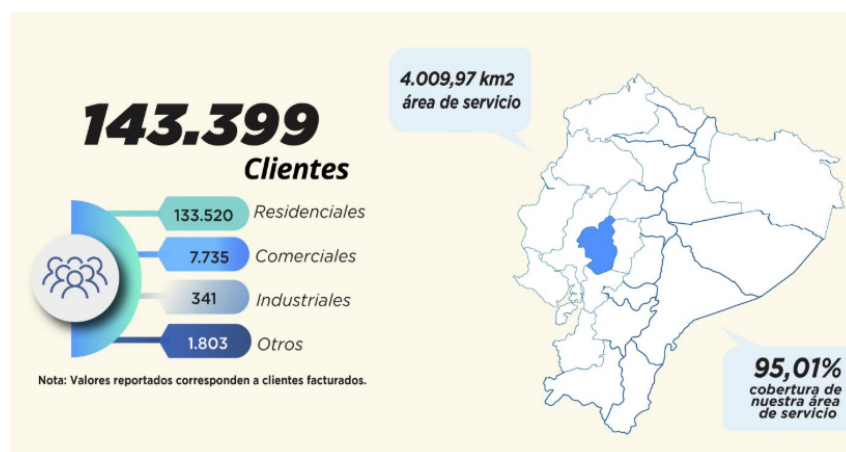 4.009,97 km2
área de servicio
143.399
Clientes
133.520 Residenciales
7.735 Comerciales
341 Industriales
1.803 Otros
Nota: Valores reportados corresponden a clientes facturados.
95,01%
cobertura de
nuestra área
de servicio